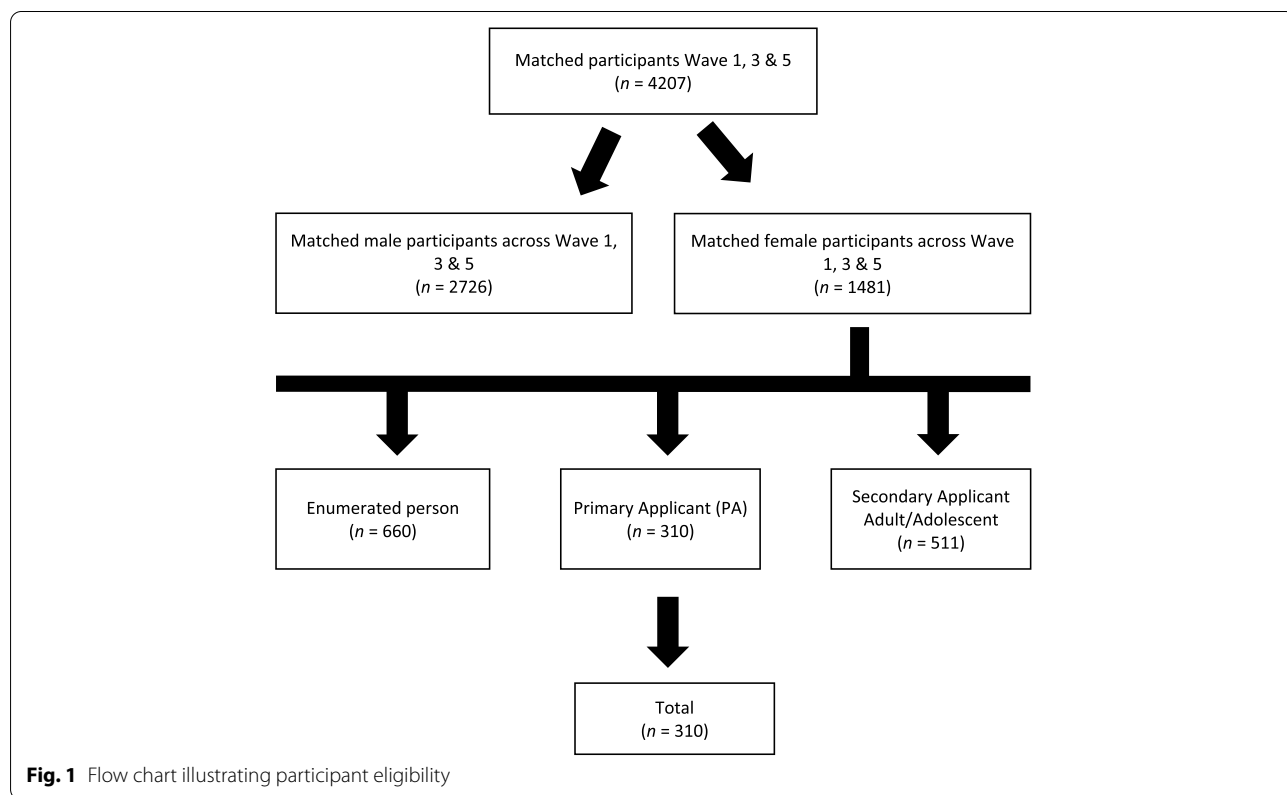 Matched participants Wave 1, 3 & 5
(n = 4207)
Matched male participants across Wave 1,
3 & 5
(n = 2726)
Matched female participants across Wave
1, 3 & 5
(n = 1481)
Enumerated person
(n = 660)
Primary Applicant (PA)
(n = 310)
Secondary Applicant
Adult/Adolescent
(n = 511)
Total
(n = 310)
Fig. 1 Flow chart illustrating participant eligibility